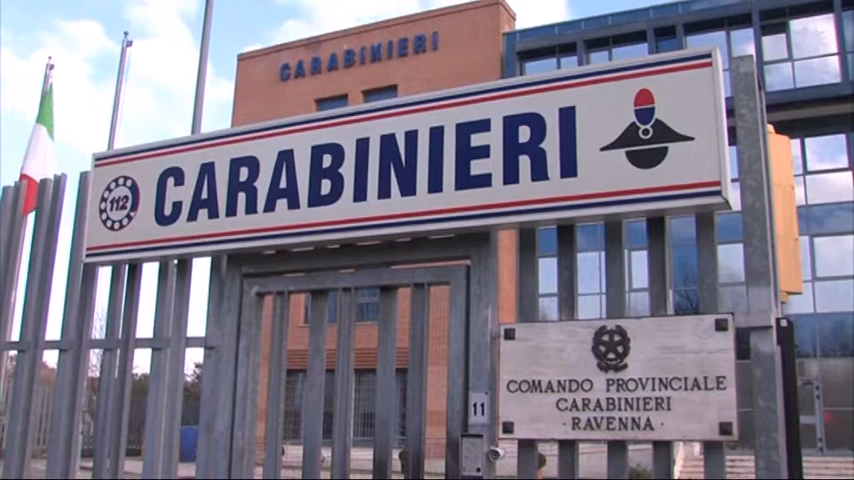 CARABINIERI
112 CARABINIERI
11
COMANDO PROVINCIALE
CARABINIERI
·RAVENNA·